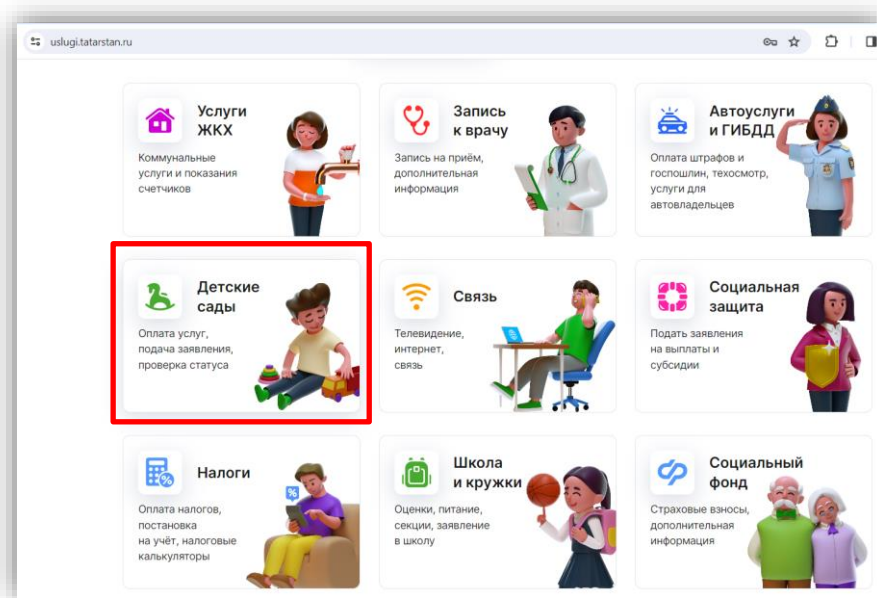 uslugi.tatarstan.ru
Услуги
ЖКХ
Коммунальные
услуги и показания
счетчиков
Запись
к врачу
Запись на приём,
дополнительная
информация
Автоуслуги
и ГИБДД
Оплата штрафов и
госпошлин, техосмотр,
услуги для
автовладельцев
Детские
сады
Оплата услуг,
подача заявления,
проверка статуса
Связь
Телевидение,
интернет,
связь
Социальная
защита
Подать заявления
на выплаты и
субсидии
Налоги
Оплата налогов,
постановка
на учёт, налоговые
калькуляторы
Школа
и кружки
Оценки, питание,
секции, заявление
в школу
Социальный
фонд
Страховые взносы,
дополнительная
информация